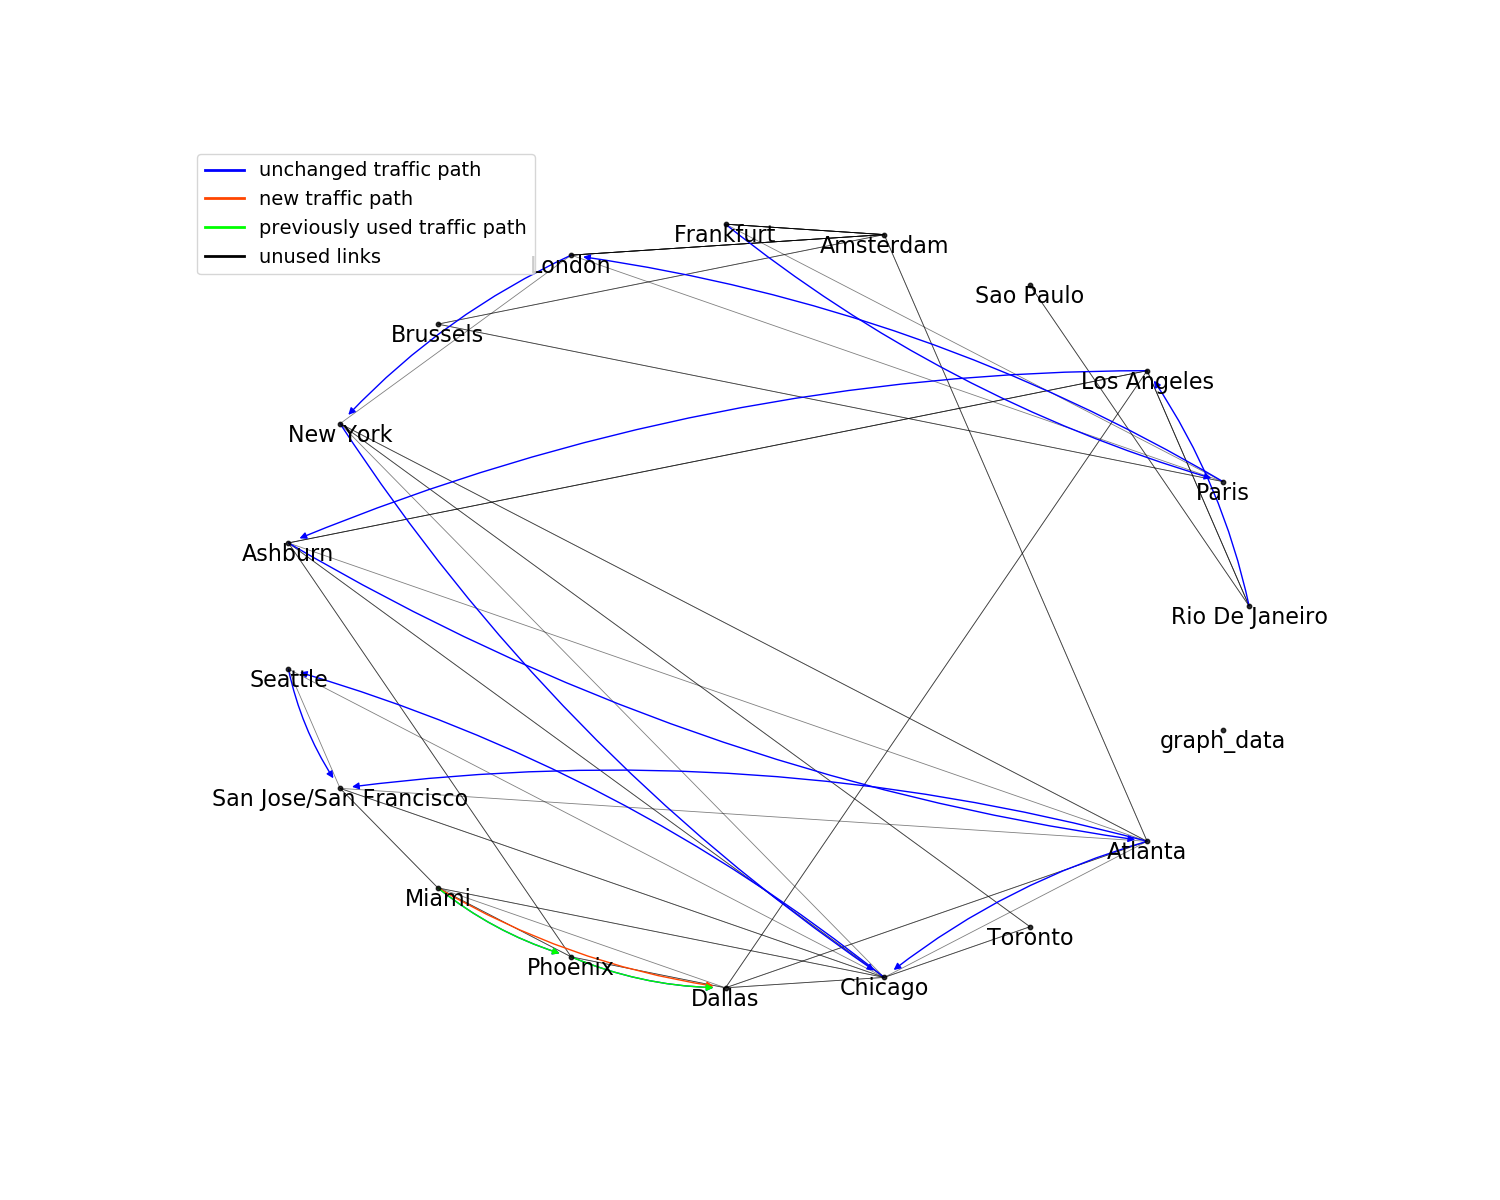 unchanged traffic path
new traffic path
previously used traffic path
unused links
Frankfurt
Amsterdam
London
Sao Paulo
Brussels
Los Angeles
New York
Paris
Ashburn
Rio De Janeiro
Seattle
graph_data
San Jose/San Francisco
Atlanta
Miami
Toronto
Phoenix
Chicago
Dallas